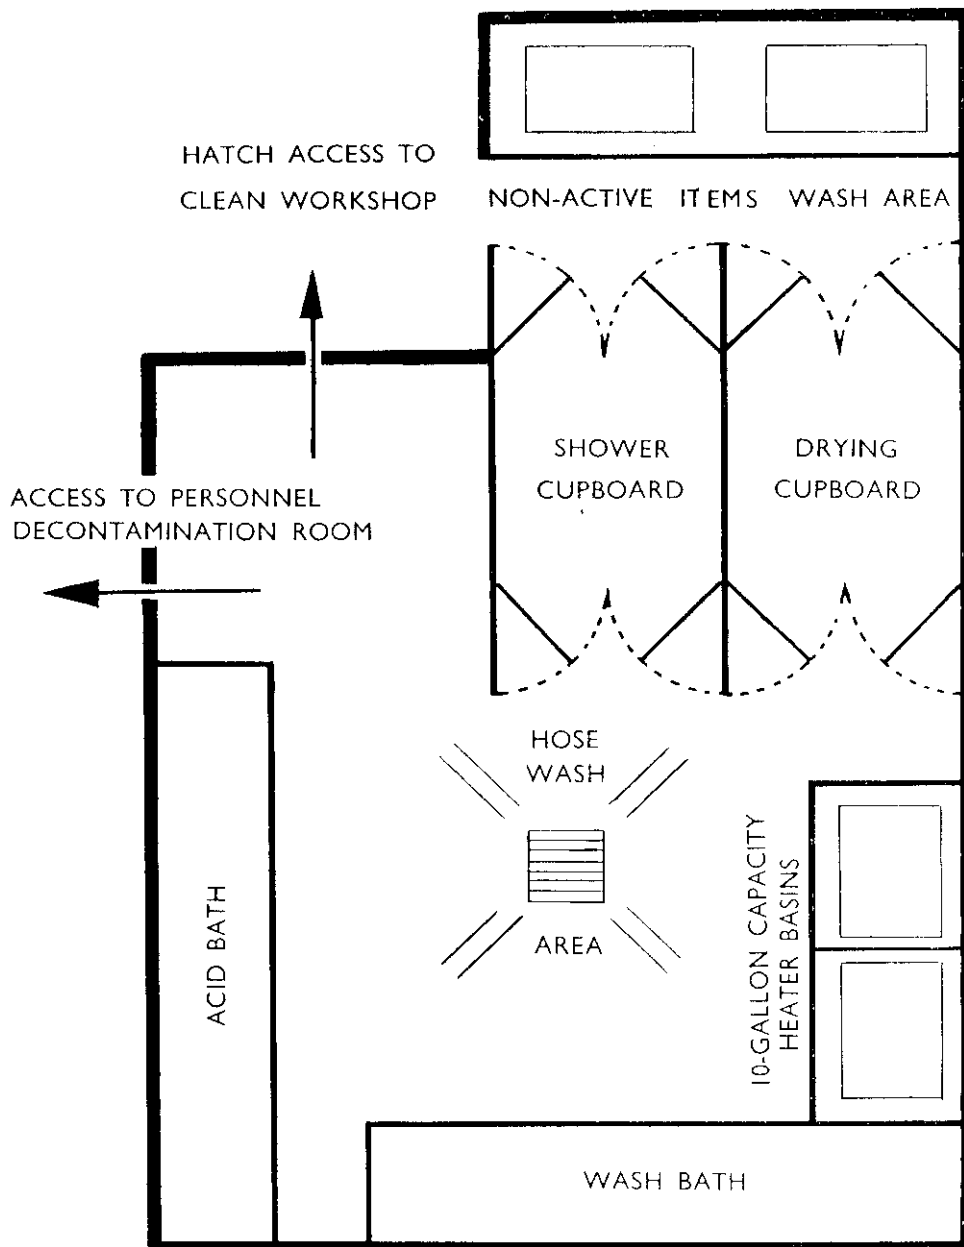 HATCH ACCESS TO
CLEAN WORKSHOP
NON-ACTIVE ITEMS WASH AREA
SHOWER
CUPBOARD
DRYING
CUPBOARD
ACCESS TO PERSONNEL
DECONTAMINATION ROOM
HOSE
WASH
AREA
ACID BATH
10-GALLON CAPACITY
HEATER BASINS
WASH BATH